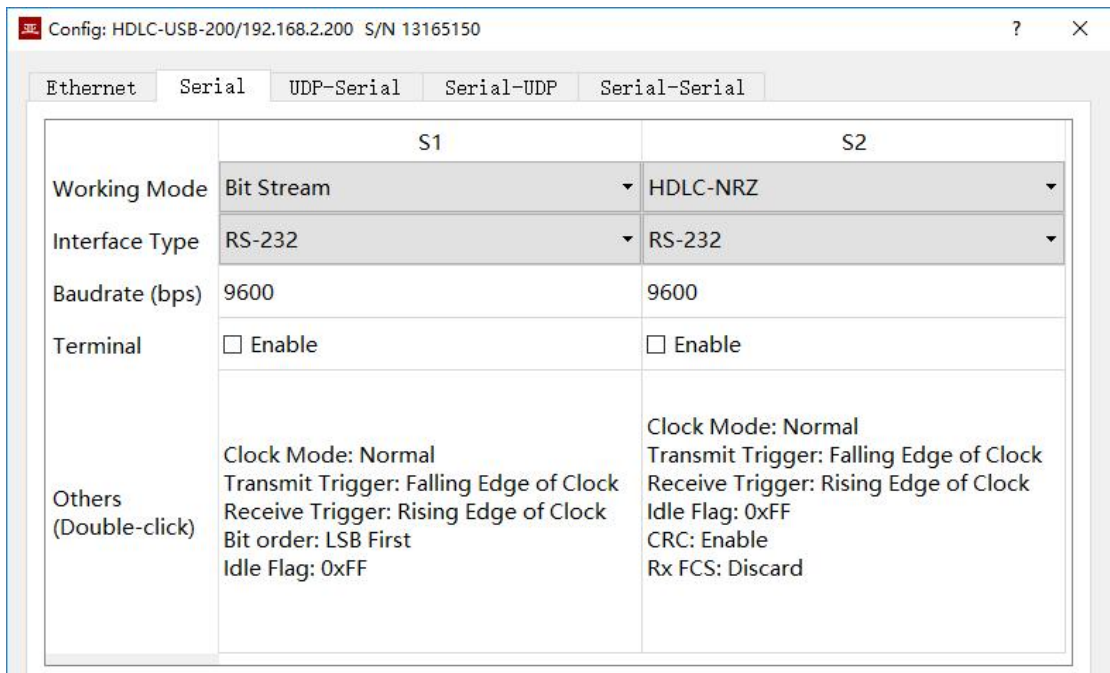 亚 Config: HDLC-USB-200/192.168.2.200 S/N 13165150 ?
Ethernet Serial UDP-Serial Serial-UDP Serial-Serial
S1 S2
Working Mode Bit Stream HDLC-NRZ
Interface Type RS-232 RS-232
Baudrate (bps) 9600 9600
Terminal Enable Enable
Others
(Double-click)
Clock Mode: Normal
Transmit Trigger: Falling Edge of Clock
Receive Trigger: Rising Edge of Clock
Bit order: LSB First
Idle Flag: 0xFF
Clock Mode: Normal
Transmit Trigger: Falling Edge of Clock
Receive Trigger: Rising Edge of Clock
Idle Flag: 0xFF
CRC: Enable
Rx FCS: Discard